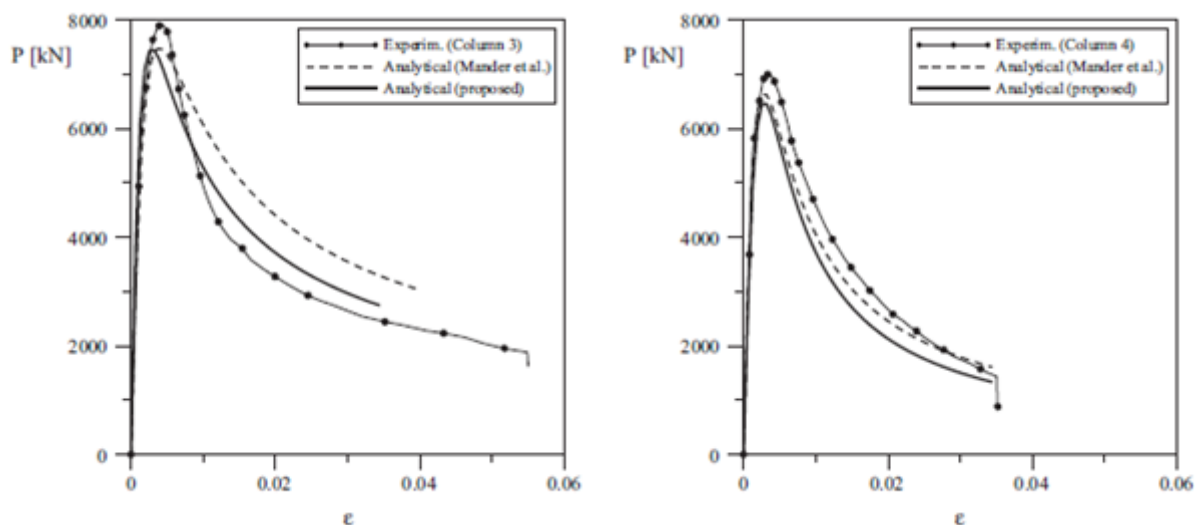 P [kN]
8000
6000
4000
2000
0
Experim. (Column 3)
Analytical (Mander et al.)
Analytical (proposed)
0
0.02
0.04
0.06
ε
P [kN]
8000
6000
4000
2000
0
Experim. (Column 4)
Analytical (Mander et al.)
Analytical (proposed)
0
0.02
0.04
0.06
ε